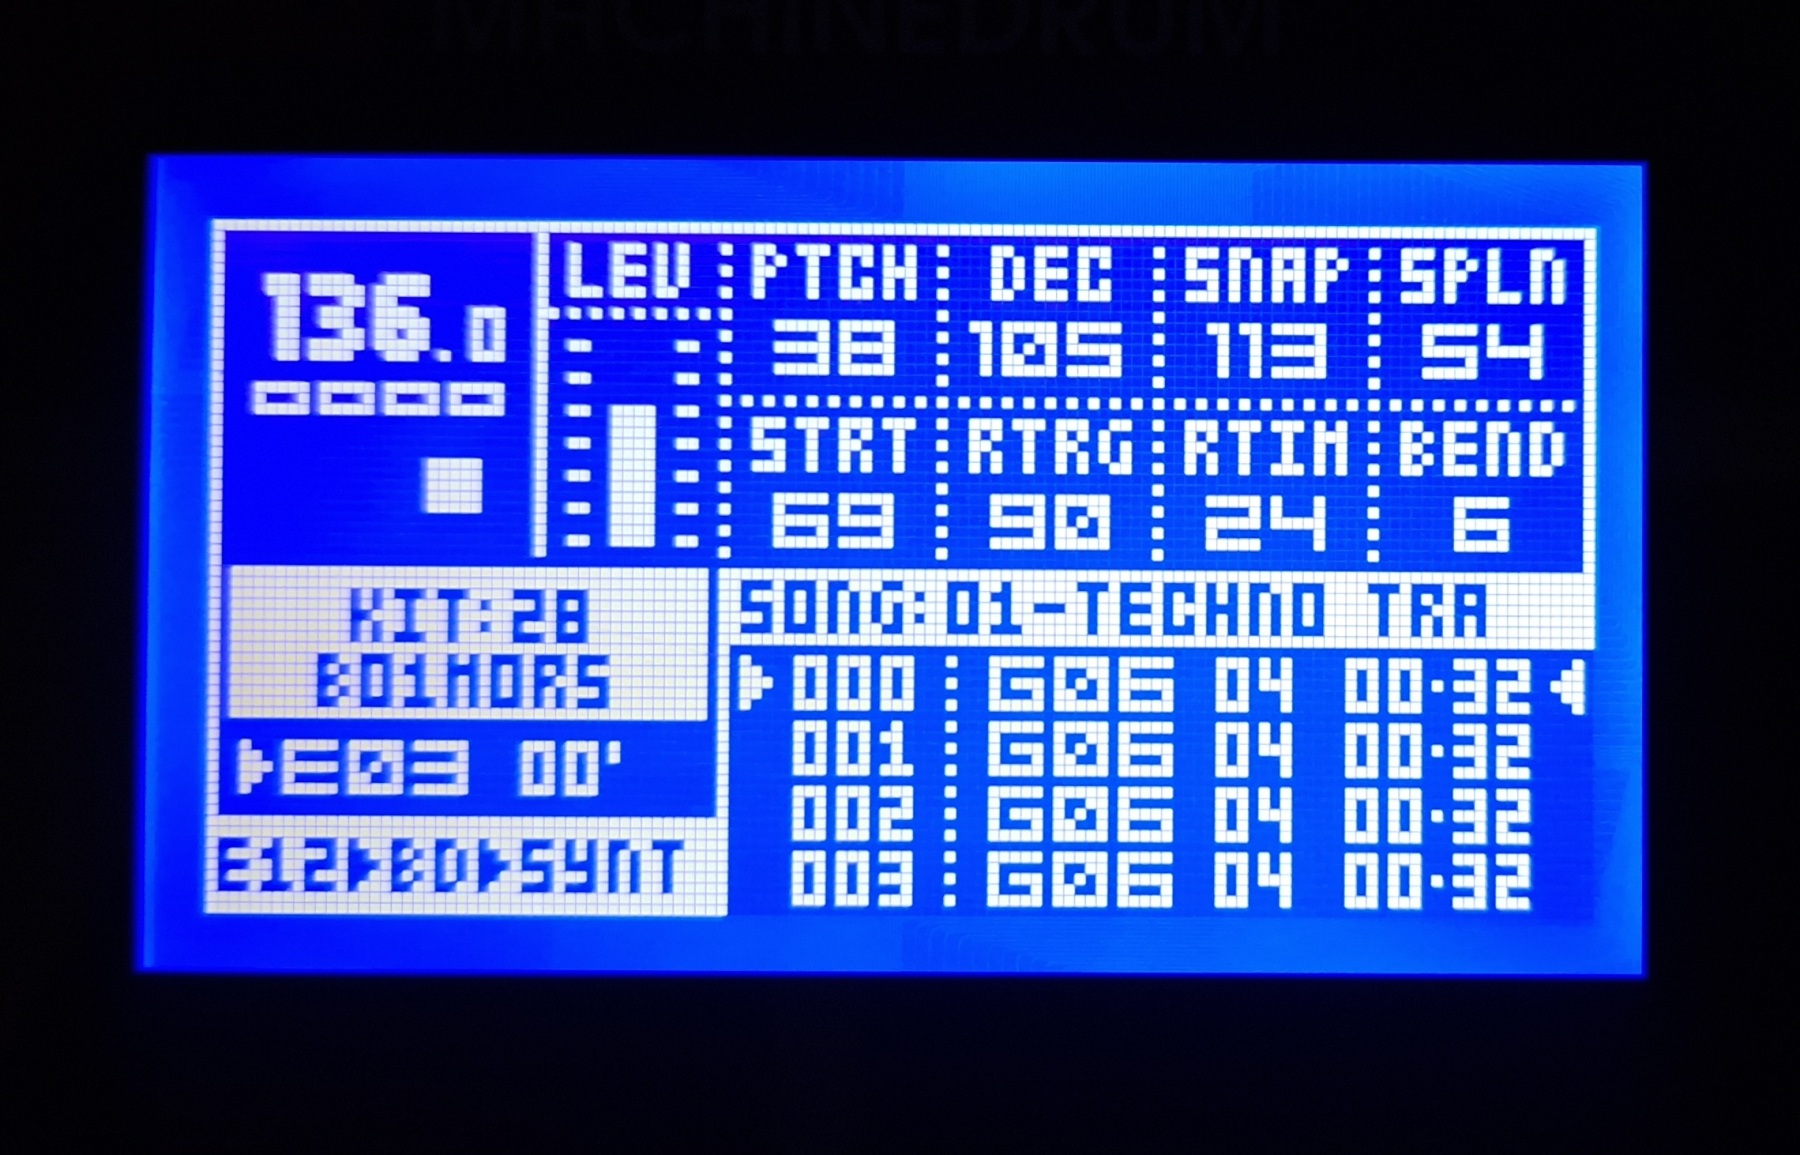 MACHINEDRUM
136.0
LEV PTCH DEC SNAP SPLN
38 105 113 54
STRT RTRG RTIM BEND
69 90 24 6
KIT:28
B01MORS
▶E03 00'
E12▶BD▶SYNT
SONG:01-TECHNO TRA
▶000 G06 04 00·32◀
001 G06 04 00·32
002 G06 04 00·32
003 G06 04 00·32